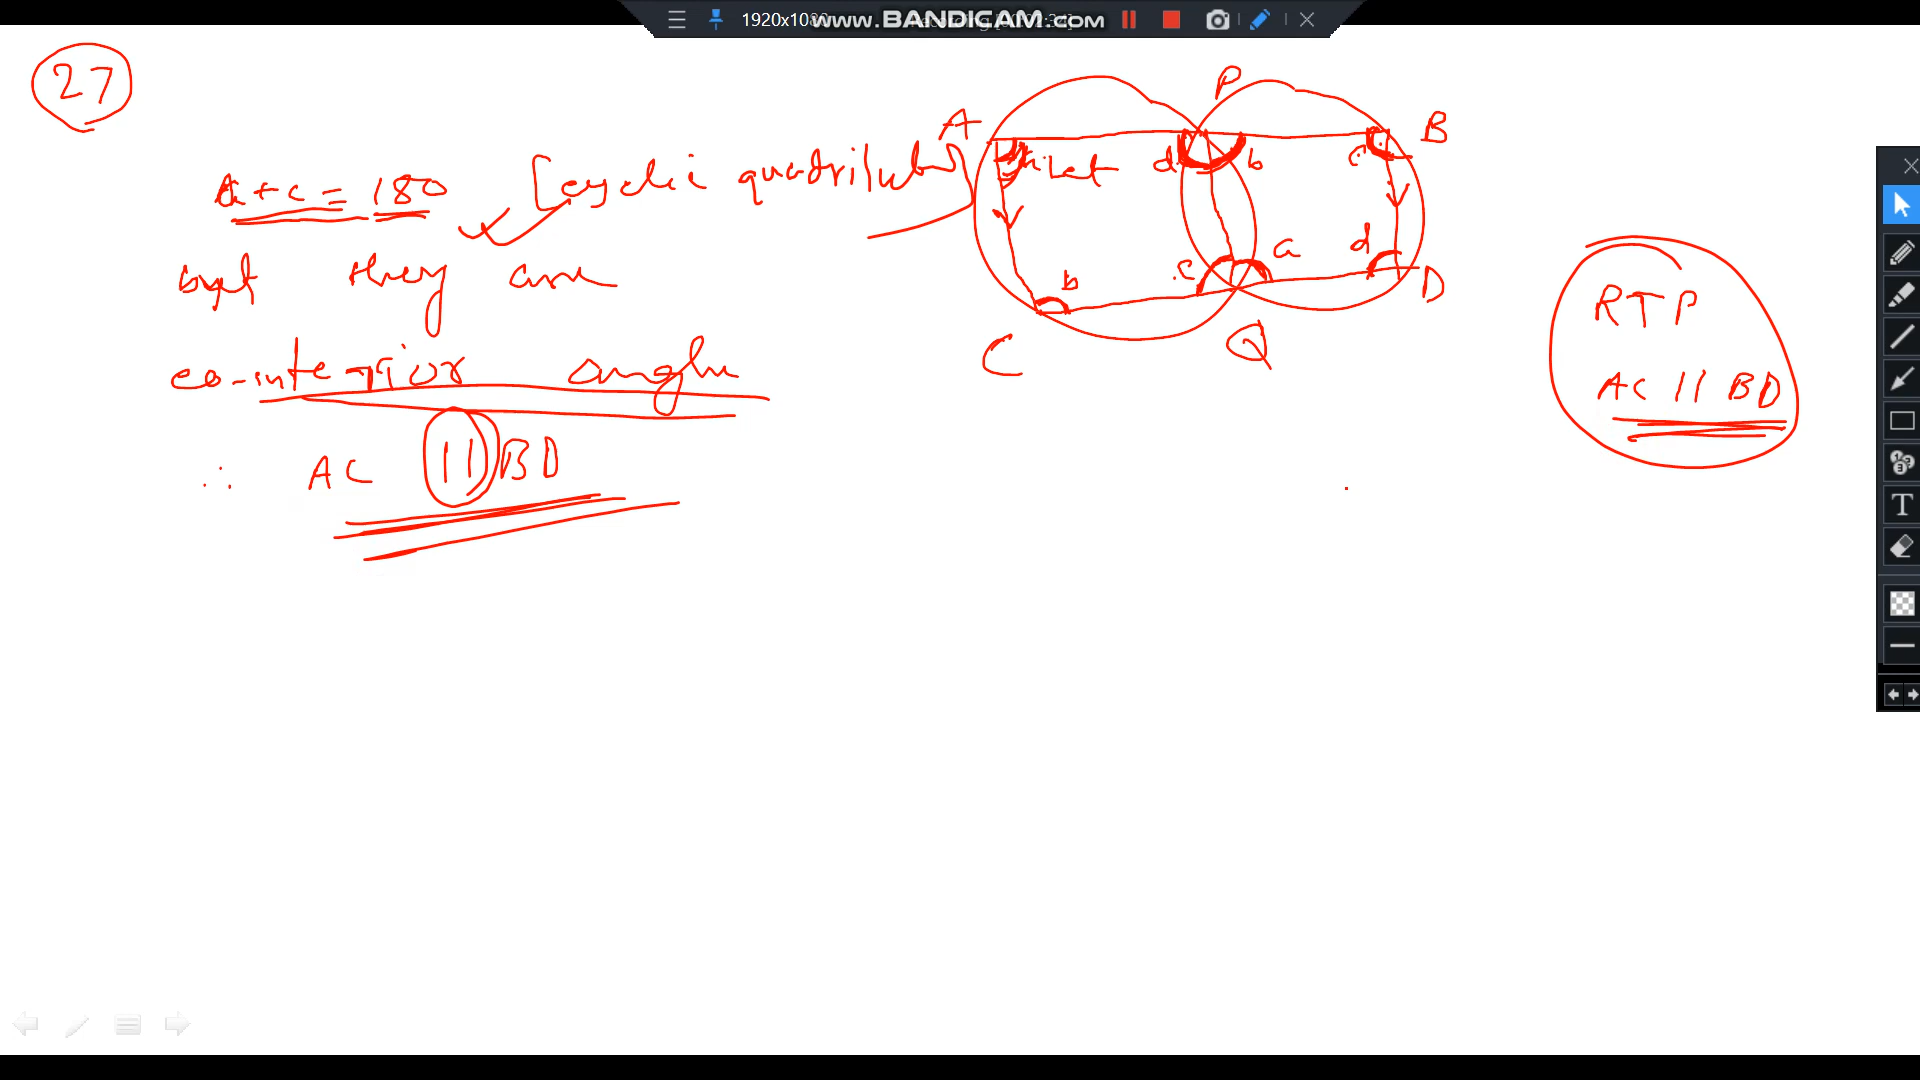 1920x1080 www.BANDICAM.com
27
P
A
B
a Let
d
b
c
a + c = 180 [cyclic quadrilateral]
a
d
but they are
b
c
D
RTP
Q
C
co-interior angle
AC || BD
∴ AC || BD
T